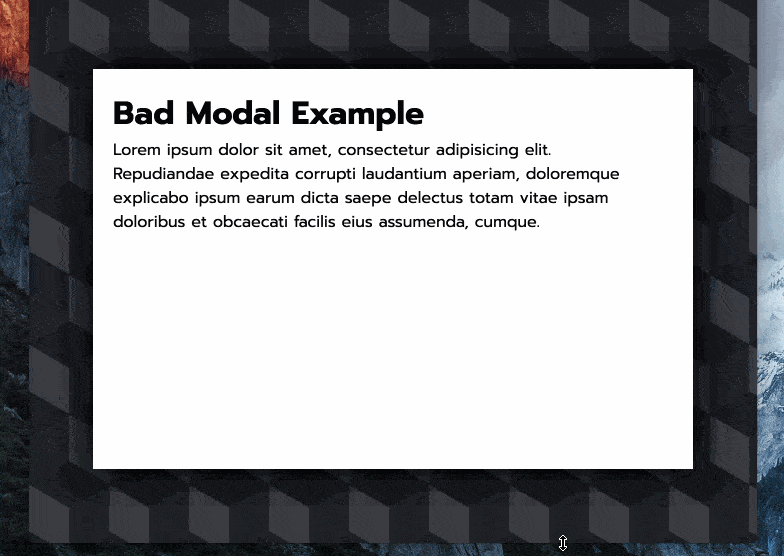 Bad Modal Example
Lorem ipsum dolor sit amet, consectetur adipisicing elit.
Repudiandae expedita corrupti laudantium aperiam, doloremque
explicabo ipsum earum dicta saepe delectus totam vitae ipsam
doloribus et obcaecati facilis eius assumenda, cumque.